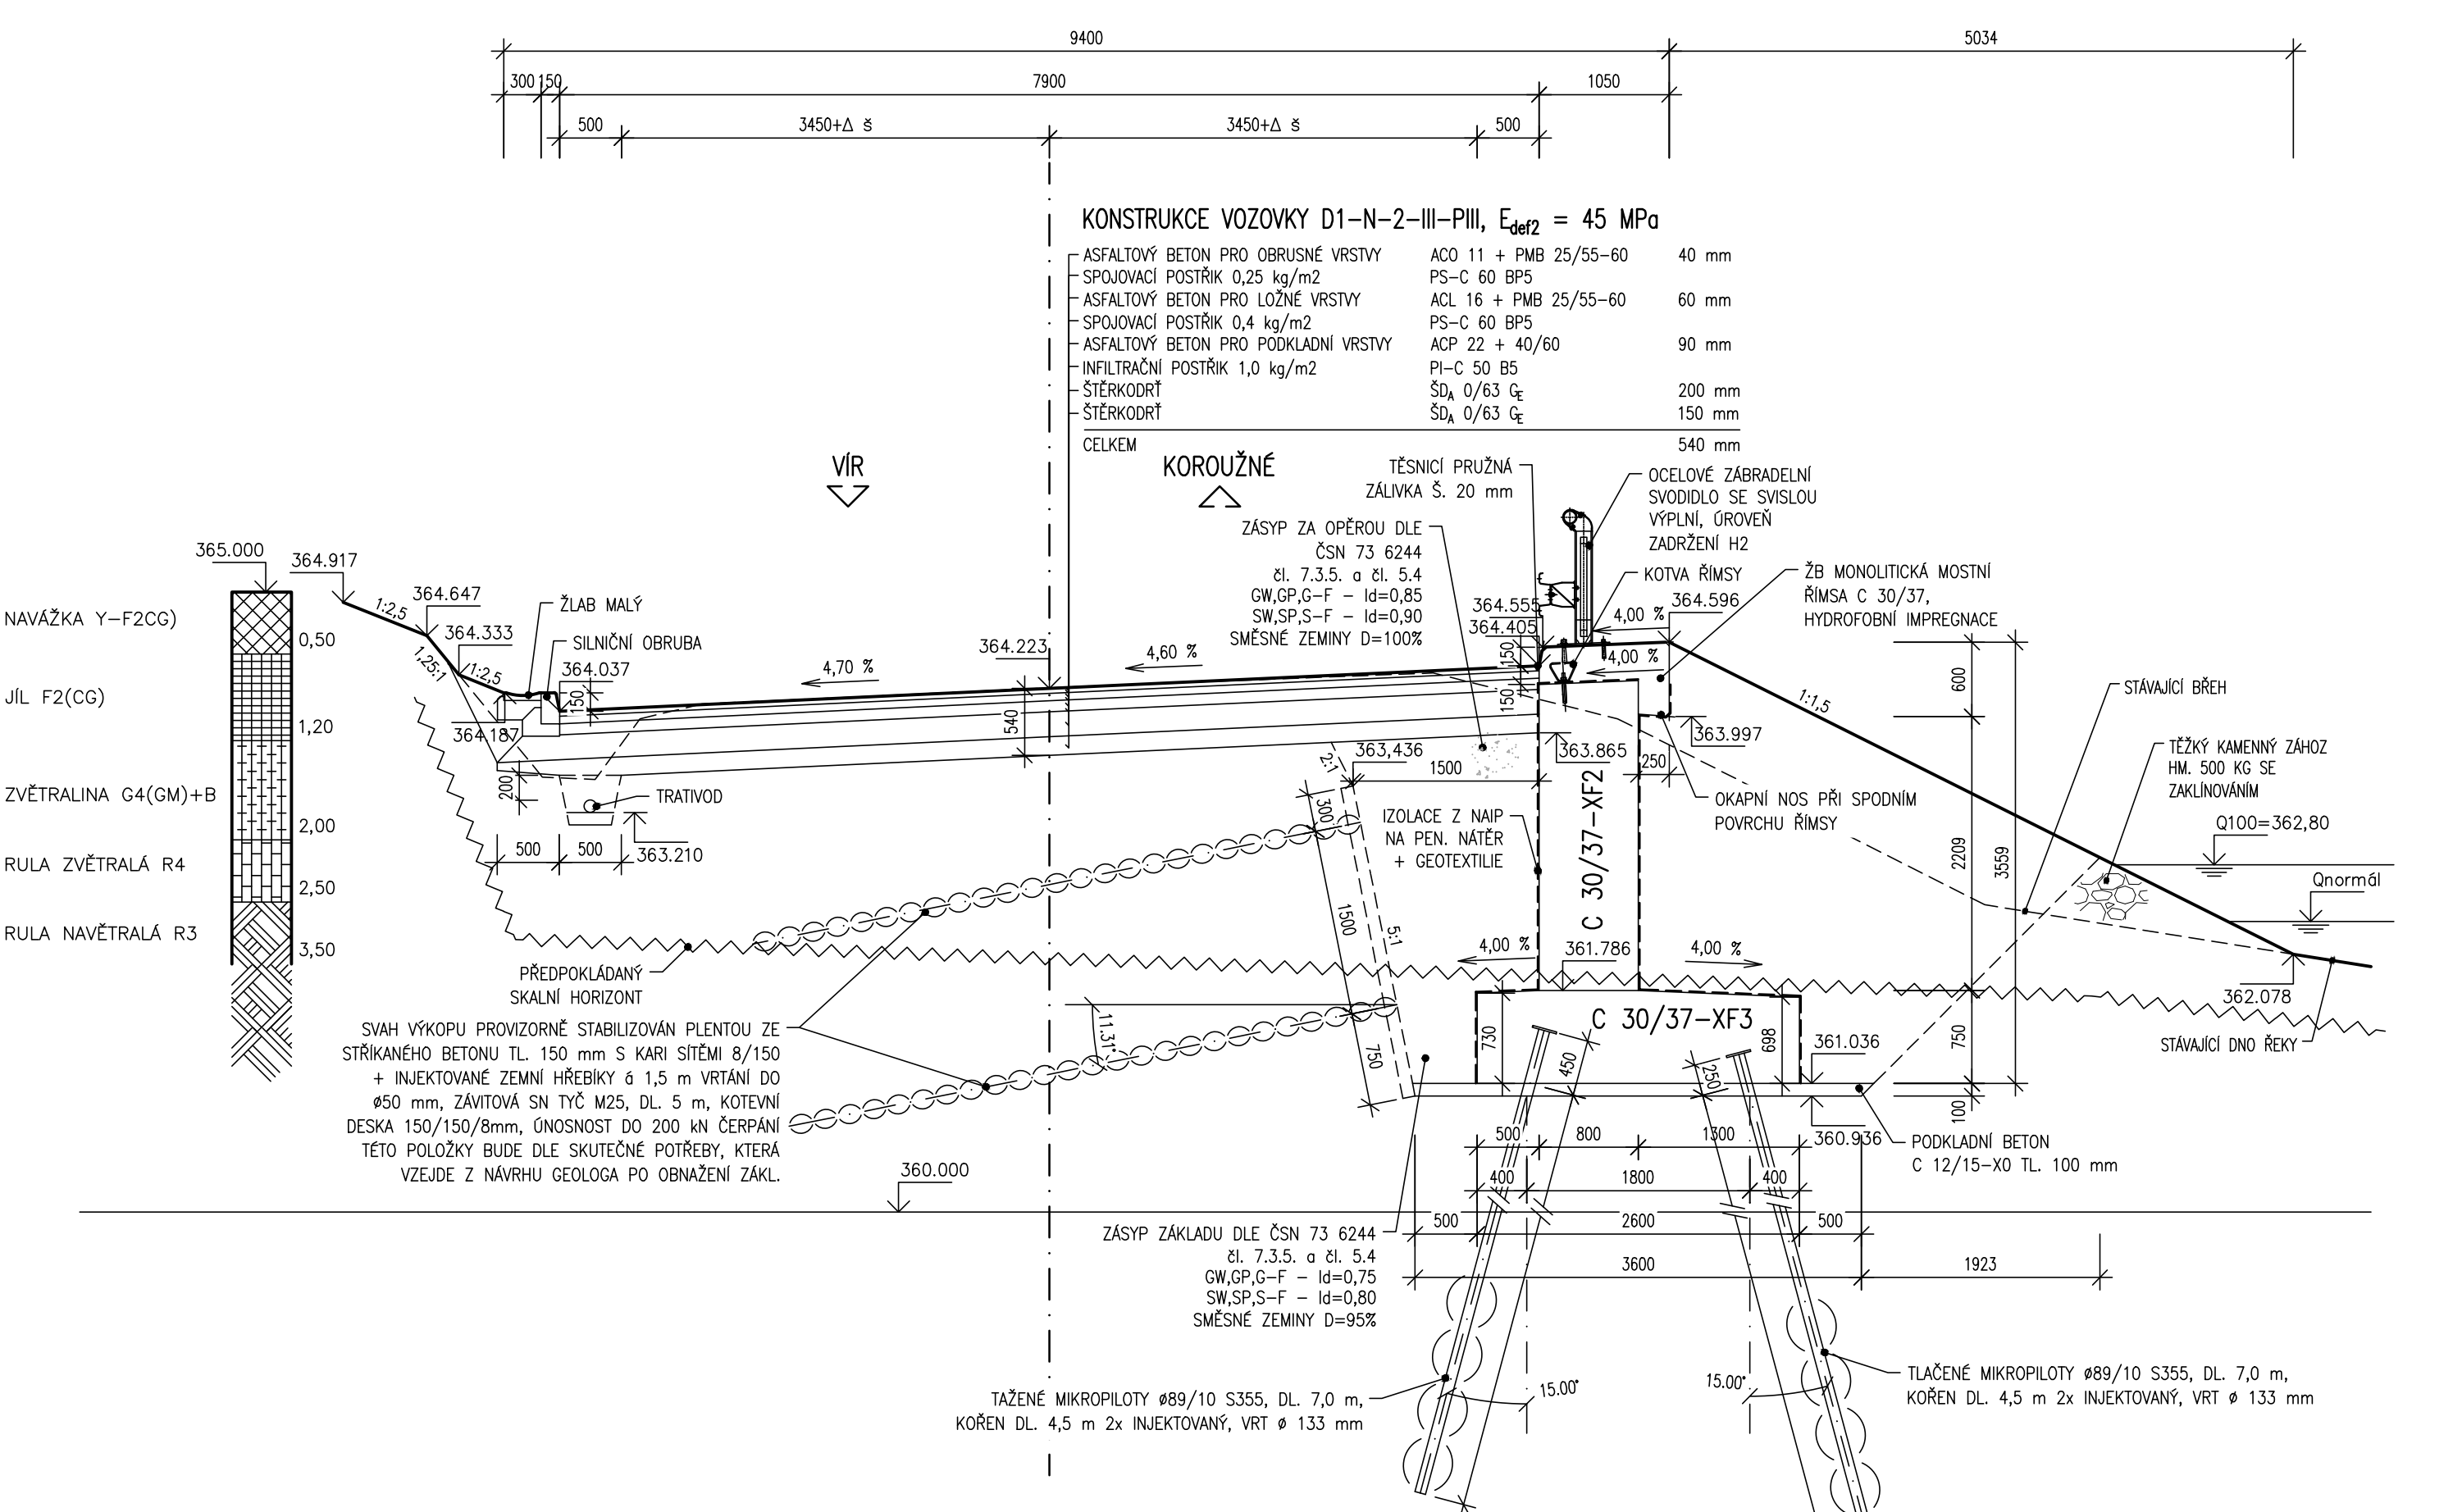 9400
5034
300
150
7900
1050
500
3450+Δ š
3450+Δ š
500
KONSTRUKCE VOZOVKY D1-N-2-III-PIII, Edef2 = 45 MPa
ASFALTOVÝ BETON PRO OBRUSNÉ VRSTVY ACO 11 + PMB 25/55-60 40 mm
SPOJOVACÍ POSTŘIK 0,25 kg/m2 PS-C 60 BP5
ASFALTOVÝ BETON PRO LOŽNÉ VRSTVY ACL 16 + PMB 25/55-60 60 mm
SPOJOVACÍ POSTŘIK 0,4 kg/m2 PS-C 60 BP5
ASFALTOVÝ BETON PRO PODKLADNÍ VRSTVY ACP 22 + 40/60 90 mm
INFILTRAČNÍ POSTŘIK 1,0 kg/m2 PI-C 50 B5
ŠTĚRKODRŤ ŠDA 0/63 GE 200 mm
ŠTĚRKODRŤ ŠDA 0/63 GE 150 mm
CELKEM 540 mm
VÍR
KOROUŽNÉ
TĚSNICÍ PRUŽNÁ
ZÁLIVKA Š. 20 mm
OCELOVÉ ZÁBRADELNÍ
SVODIDLO SE SVISLOU
VÝPLNÍ, ÚROVEŇ
ZADRŽENÍ H2
ZÁSYP ZA OPĚROU DLE
ČSN 73 6244
čl. 7.3.5. a čl. 5.4
GW,GP,G-F - Id=0,85
SW,SP,S-F - Id=0,90
SMĚSNÉ ZEMINY D=100%
KOTVA ŘÍMSY
ŽB MONOLITICKÁ MOSTNÍ
ŘÍMSA C 30/37,
HYDROFOBNÍ IMPREGNACE
365.000
364.917
1:2,5
364.647
364.333
1,25:1
1:2,5
ŽLAB MALÝ
SILNIČNÍ OBRUBA
364.037
150
364.187
4,70 %
364.223
4,60 %
540
364.555
364.405
150
150
4,00 %
364.596
4,00 %
1:1,5
600
STÁVAJÍCÍ BŘEH
TĚŽKÝ KAMENNÝ ZÁHOZ
HM. 500 KG SE
ZAKLÍNOVÁNÍM
Q100=362,80
Qnormál
NAVÁŽKA Y-F2CG)
0,50
JÍL F2(CG)
1,20
ZVĚTRALINA G4(GM)+B
2,00
RULA ZVĚTRALÁ R4
2,50
RULA NAVĚTRALÁ R3
3,50
200
TRATIVOD
500
500
363.210
2:1
363,436
1500
363.865
363.997
250
OKAPNÍ NOS PŘI SPODNÍM
POVRCHU ŘÍMSY
300
1500
5:1
750
IZOLACE Z NAIP
NA PEN. NÁTĚR
+ GEOTEXTILIE
C 30/37-XF2
2209
3559
4,00 %
361.786
4,00 %
PŘEDPOKLÁDANÝ
SKALNÍ HORIZONT
11.31°
SVAH VÝKOPU PROVIZORNĚ STABILIZOVÁN PLENTOU ZE
STŘÍKANÉHO BETONU TL. 150 mm S KARI SÍTĚMI 8/150
+ INJEKTOVANÉ ZEMNÍ HŘEBÍKY á 1,5 m VRTÁNÍ DO
ø50 mm, ZÁVITOVÁ SN TYČ M25, DL. 5 m, KOTEVNÍ
DESKA 150/150/8mm, ÚNOSNOST DO 200 kN ČERPÁNÍ
TÉTO POLOŽKY BUDE DLE SKUTEČNÉ POTŘEBY, KTERÁ
VZEJDE Z NÁVRHU GEOLOGA PO OBNAŽENÍ ZÁKL.
C 30/37-XF3
730
450
250
698
361.036
750
100
360.936
362.078
STÁVAJÍCÍ DNO ŘEKY
PODKLADNÍ BETON
C 12/15-X0 TL. 100 mm
360.000
500
800
1300
400
1800
400
500
2600
500
3600
1923
ZÁSYP ZÁKLADU DLE ČSN 73 6244
čl. 7.3.5. a čl. 5.4
GW,GP,G-F - Id=0,75
SW,SP,S-F - Id=0,80
SMĚSNÉ ZEMINY D=95%
15.00°
15.00°
TAŽENÉ MIKROPILOTY ø89/10 S355, DL. 7,0 m,
KOŘEN DL. 4,5 m 2x INJEKTOVANÝ, VRT ø 133 mm
TLAČENÉ MIKROPILOTY ø89/10 S355, DL. 7,0 m,
KOŘEN DL. 4,5 m 2x INJEKTOVANÝ, VRT ø 133 mm